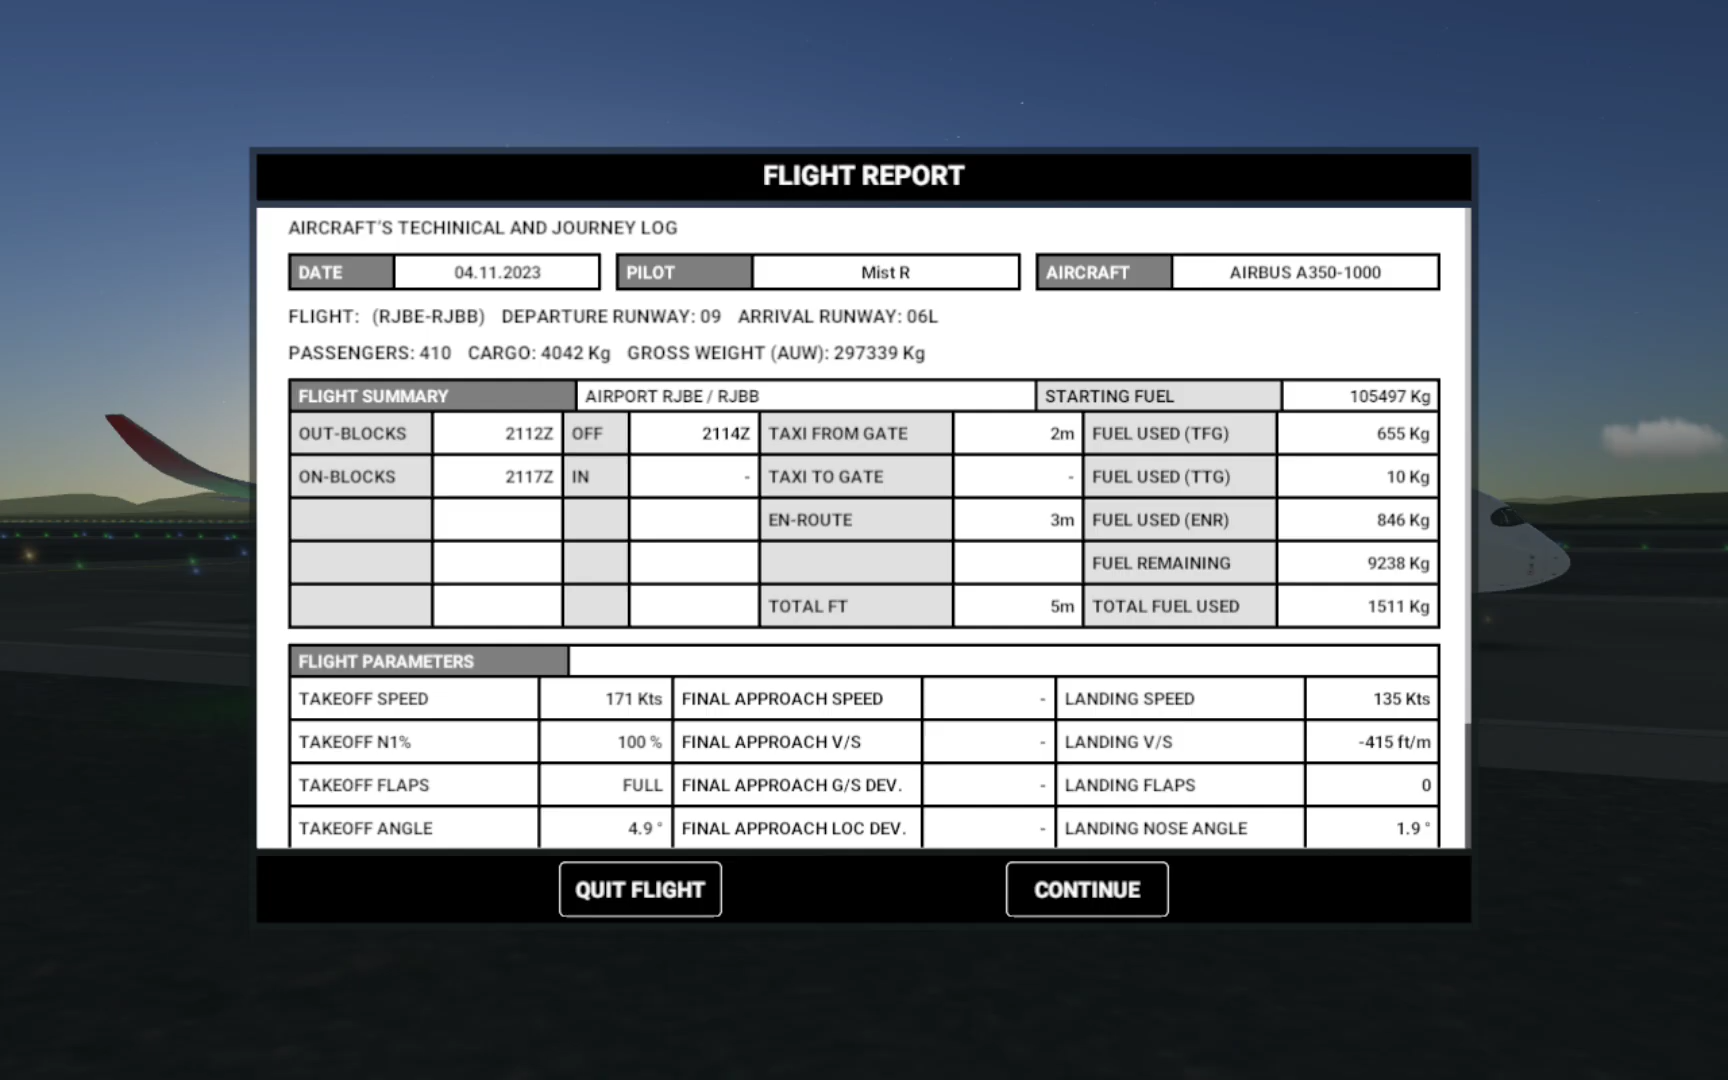 FLIGHT REPORT
AIRCRAFT'S TECHINICAL AND JOURNEY LOG
DATE 04.11.2023 PILOT Mist R AIRCRAFT AIRBUS A350-1000
FLIGHT: (RJBE-RJBB) DEPARTURE RUNWAY: 09 ARRIVAL RUNWAY: 06L
PASSENGERS: 410 CARGO: 4042 Kg GROSS WEIGHT (AUW): 297339 Kg
FLIGHT SUMMARY AIRPORT RJBE / RJBB STARTING FUEL 105497 Kg
OUT-BLOCKS 2112Z OFF 2114Z TAXI FROM GATE 2m FUEL USED (TFG) 655 Kg
ON-BLOCKS 2117Z IN - TAXI TO GATE - FUEL USED (TTG) 10 Kg
EN-ROUTE 3m FUEL USED (ENR) 846 Kg
FUEL REMAINING 9238 Kg
TOTAL FT 5m TOTAL FUEL USED 1511 Kg
FLIGHT PARAMETERS
TAKEOFF SPEED 171 Kts FINAL APPROACH SPEED - LANDING SPEED 135 Kts
TAKEOFF N1% 100 % FINAL APPROACH V/S - LANDING V/S -415 ft/m
TAKEOFF FLAPS FULL FINAL APPROACH G/S DEV. - LANDING FLAPS 0
TAKEOFF ANGLE 4.9 ° FINAL APPROACH LOC DEV. - LANDING NOSE ANGLE 1.9 °
QUIT FLIGHT CONTINUE